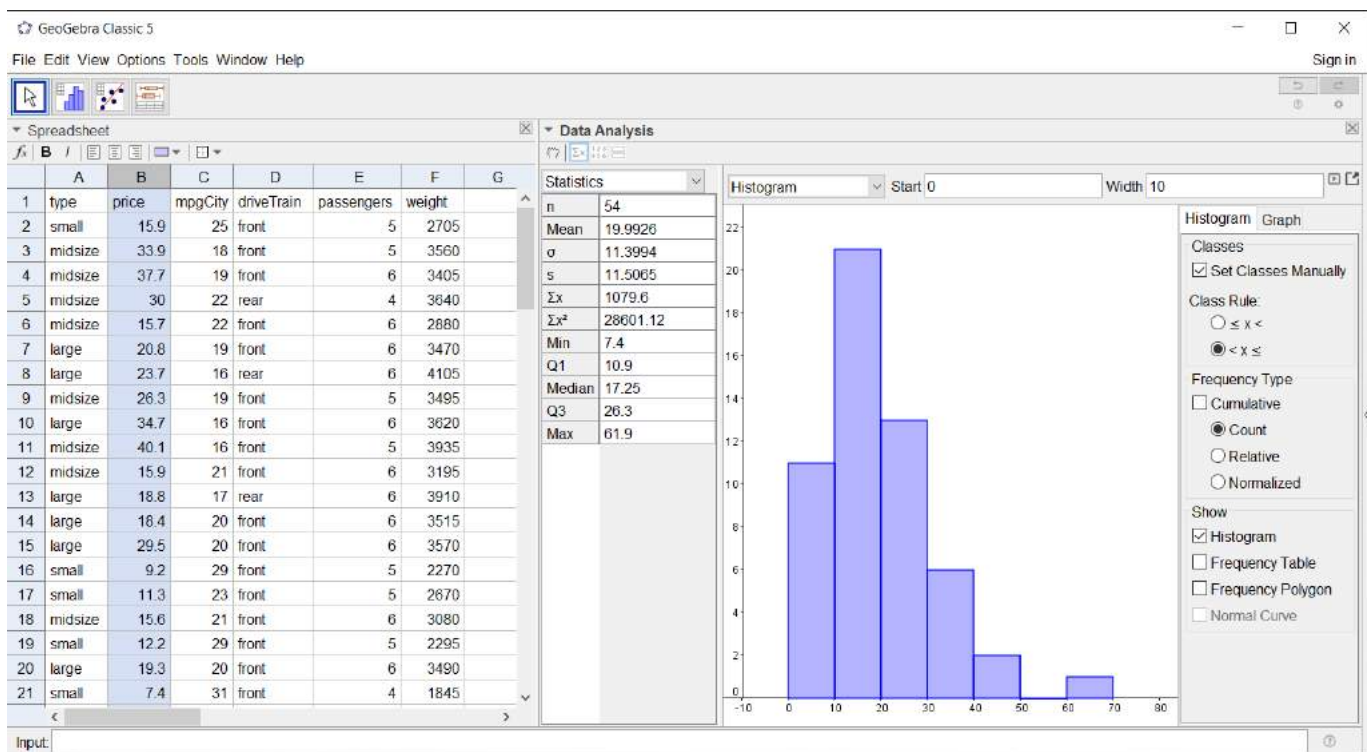 GeoGebra Classic 5
File Edit View Options Tools Window Help Sign in
Spreadsheet
fx B I
A B C D E F G
1 type price mpgCity driveTrain passengers weight
2 small 15.9 25 front 5 2705
3 midsize 33.9 18 front 5 3560
4 midsize 37.7 19 front 6 3405
5 midsize 30 22 rear 4 3640
6 midsize 15.7 22 front 6 2880
7 large 20.8 19 front 6 3470
8 large 23.7 16 rear 6 4105
9 midsize 26.3 19 front 5 3495
10 large 34.7 16 front 6 3620
11 midsize 40.1 16 front 5 3935
12 midsize 15.9 21 front 6 3195
13 large 18.8 17 rear 6 3910
14 large 18.4 20 front 6 3515
15 large 29.5 20 front 6 3570
16 small 9.2 29 front 5 2270
17 small 11.3 23 front 5 2670
18 midsize 15.6 21 front 6 3080
19 small 12.2 29 front 5 2295
20 large 19.3 20 front 6 3490
21 small 7.4 31 front 4 1845
Data Analysis
Σx
Statistics
n 54
Mean 19.9926
σ 11.3994
s 11.5065
Σx 1079.6
Σx² 28601.12
Min 7.4
Q1 10.9
Median 17.25
Q3 26.3
Max 61.9
Histogram Start 0 Width 10
22
20
18
16
14
12
10
8
6
4
2
0
-10 0 10 20 30 40 50 60 70 80
Histogram Graph
Classes
Set Classes Manually
Class Rule:
≤ x <
< x ≤
Frequency Type
Cumulative
Count
Relative
Normalized
Show
Histogram
Frequency Table
Frequency Polygon
Normal Curve
Input: